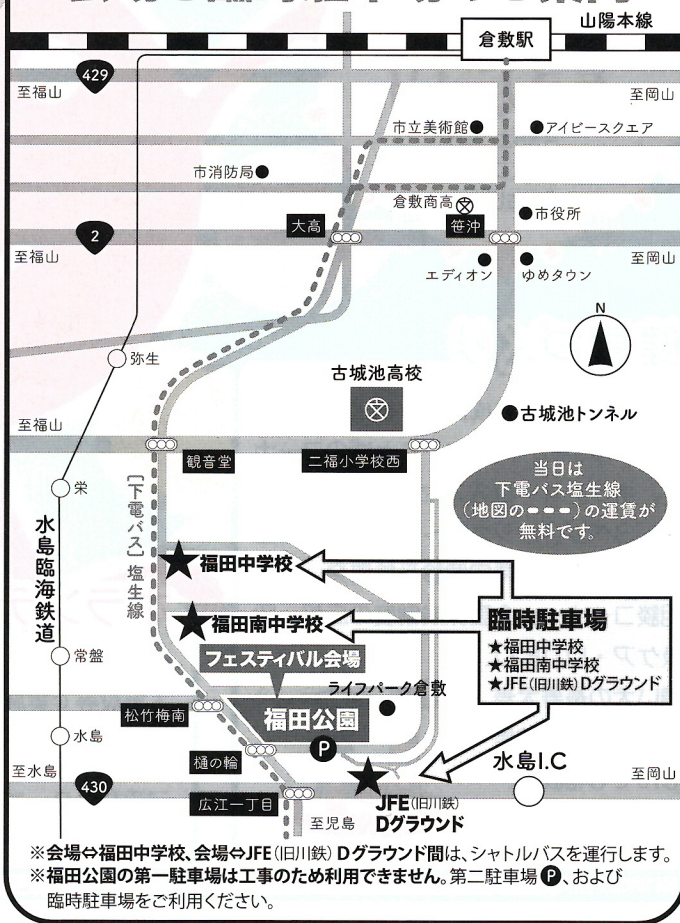 山陽本線
倉敷駅
429
至福山
至岡山
市立美術館
アイビースクエア
市消防局
倉敷商高
市役所
大高
笹沖
2
至福山
至岡山
エディオン
ゆめタウン
N
弥生
古城池高校
古城池トンネル
至福山
観音堂
二福小学校西
当日は
下電バス塩生線
(地図の---)の運賃が
無料です。
栄
[下電バス]塩生線
水島臨海鉄道
福田中学校
福田南中学校
臨時駐車場
★福田中学校
★福田南中学校
★JFE(旧川鉄)Dグラウンド
フェスティバル会場
常盤
ライフパーク倉敷
松竹梅南
福田公園
水島
樋の輪
P
水島I.C
至水島
至岡山
430
広江一丁目
JFE(旧川鉄)
Dグラウンド
至児島
※会場⇔福田中学校、会場⇔JFE(旧川鉄)Dグラウンド間は、シャトルバスを運行します。
※福田公園の第一駐車場は工事のため利用できません。第二駐車場P、および
臨時駐車場をご利用ください。